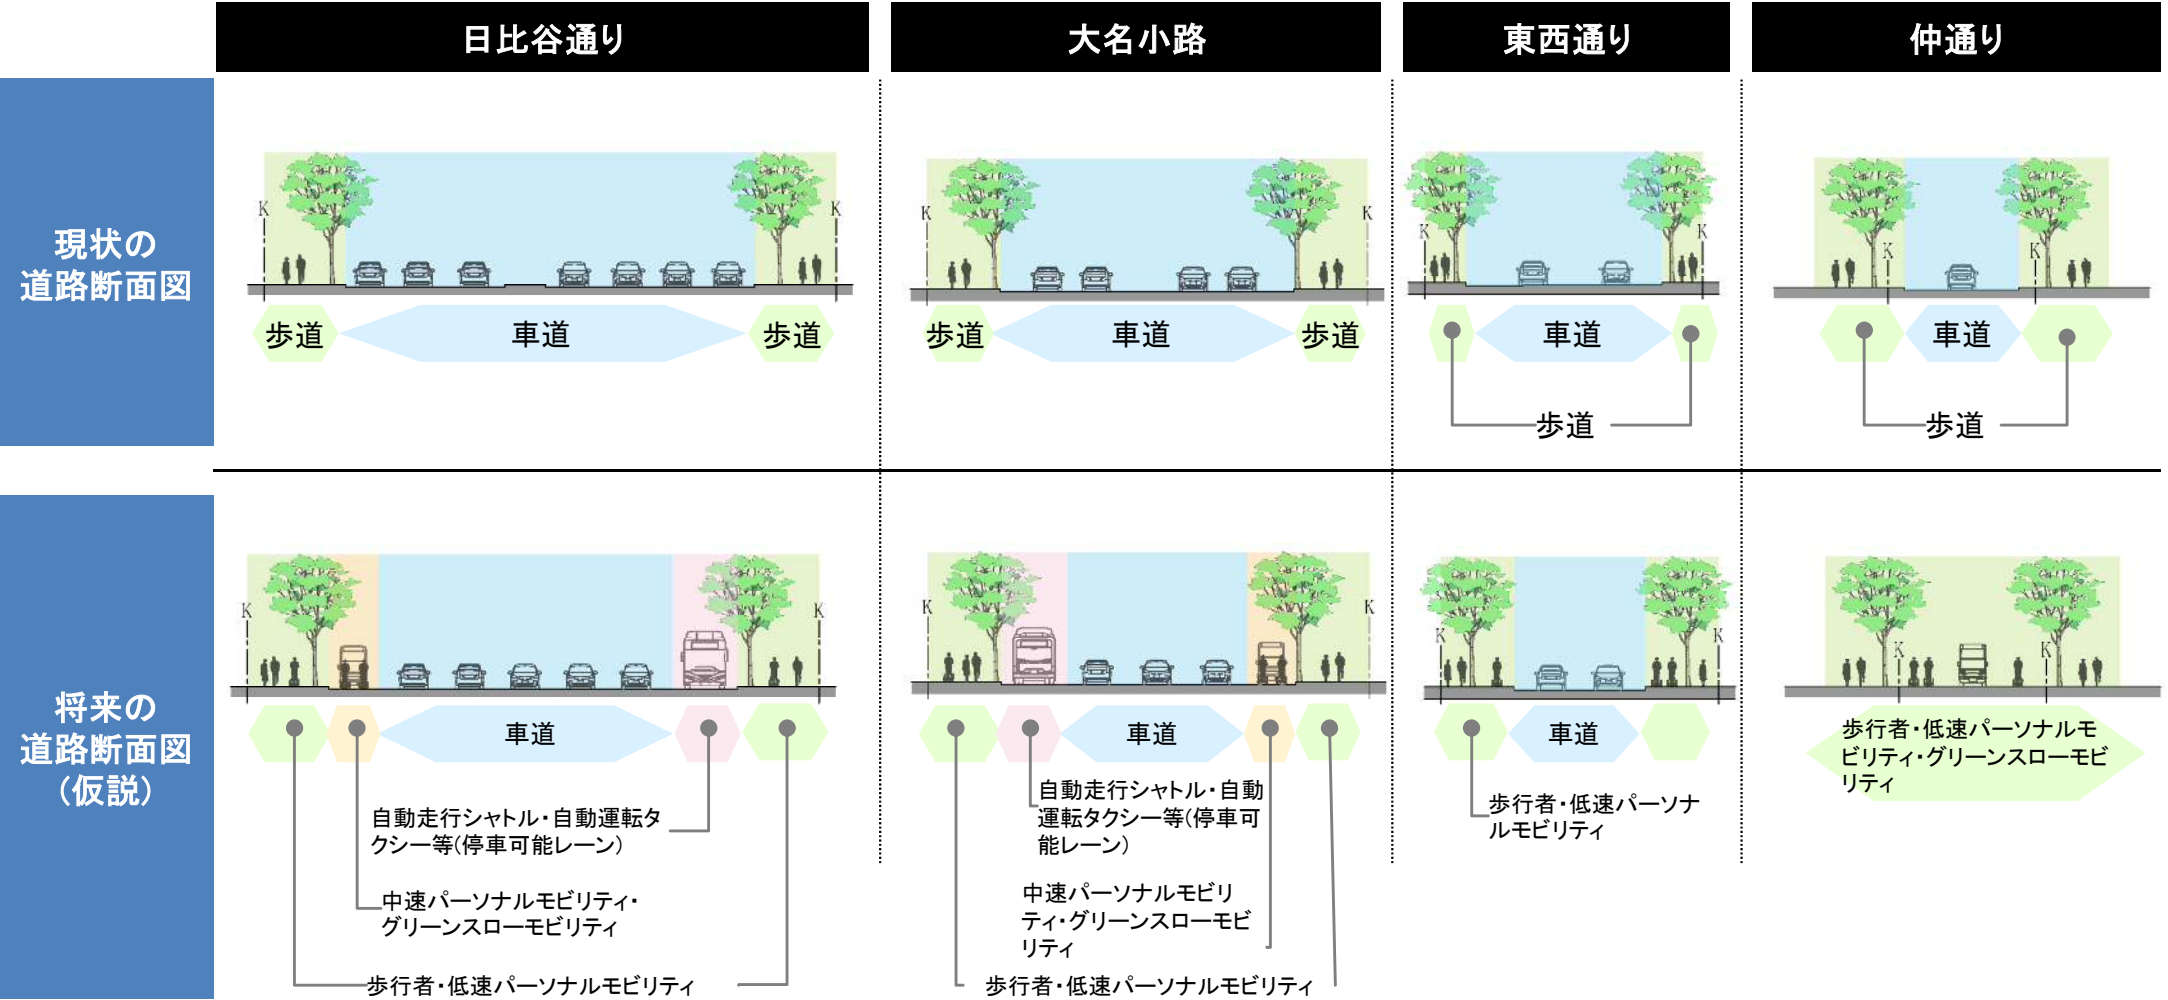 日比谷通り
大名小路
東西通り
仲通り
現状の
道路断面図
K
K
K
K
K
K
K
K
歩道
車道
歩道
歩道
車道
歩道
車道
歩道
車道
歩道
将来の
道路断面図
(仮説)
K
K
K
K
K
K
K
K
車道
自動走行シャトル・自動運転タ
クシー等(停車可能レーン)
中速パーソナルモビリティ・
グリーンスローモビリティ
歩行者・低速パーソナルモビリティ
車道
自動走行シャトル・自動
運転タクシー等(停車可
能レーン)
中速パーソナルモビリ
ティ・グリーンスローモビ
リティ
歩行者・低速パーソナルモビリティ
車道
歩行者・低速パーソナ
ルモビリティ
歩行者・低速パーソナルモ
ビリティ・グリーンスローモビ
リティ